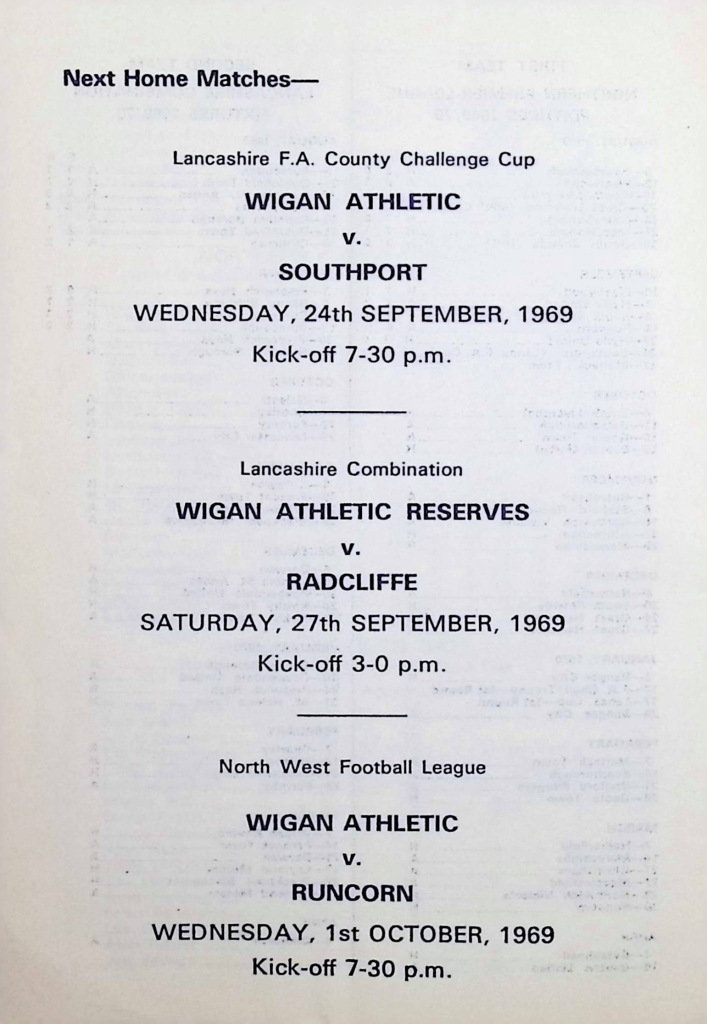 Next Home Matches—
Lancashire F.A. County Challenge Cup
WIGAN ATHLETIC
v.
SOUTHPORT
WEDNESDAY, 24th SEPTEMBER, 1969
Kick-off 7-30 p.m.
Lancashire Combination
WIGAN ATHLETIC RESERVES
v.
RADCLIFFE
SATURDAY, 27th SEPTEMBER, 1969
Kick-off 3-0 p.m.
North West Football League
WIGAN ATHLETIC
v.
RUNCORN
WEDNESDAY, 1st OCTOBER, 1969
Kick-off 7-30 p.m.